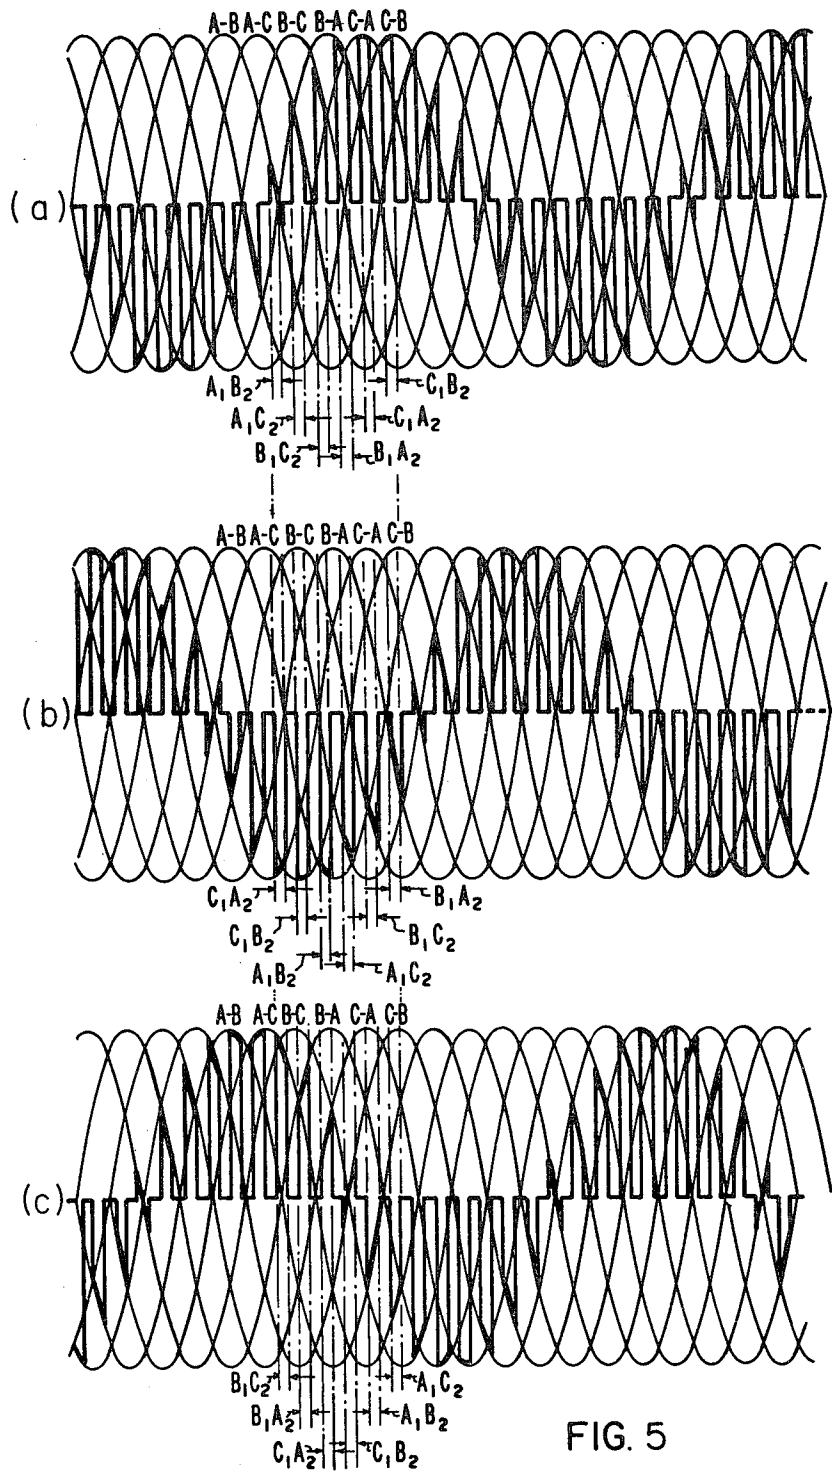 A-B A-C B-C B-A C-A C-B
(a)
A₁B₂ C₁B₂
A₁C₂ C₁A₂
B₁C₂ B₁A₂
A-B A-C B-C B-A C-A C-B
(b)
C₁A₂ B₁A₂
C₁B₂ B₁C₂
A₁B₂ A₁C₂
A-B A-C B-C B-A C-A C-B
(c)
B₁C₂ A₁C₂
B₁A₂ A₁B₂
C₁A₂ C₁B₂
FIG. 5